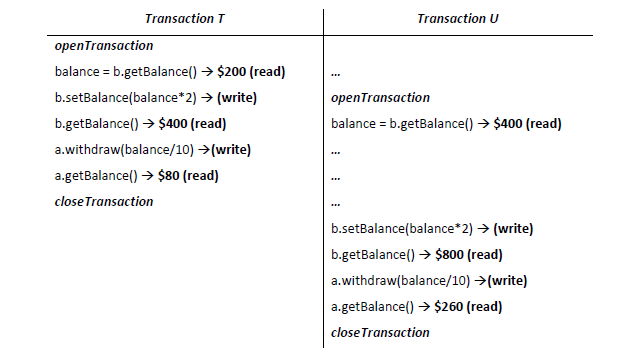 Transaction T Transaction U
openTransaction
balance = b.getBalance() → $200 (read) ...
b.setBalance(balance*2) → (write) openTransaction
b.getBalance() → $400 (read) balance = b.getBalance() → $400 (read)
a.withdraw(balance/10) →(write) ...
a.getBalance() → $80 (read) ...
closeTransaction ...
b.setBalance(balance*2) → (write)
b.getBalance() → $800 (read)
a.withdraw(balance/10) →(write)
a.getBalance() → $260 (read)
closeTransaction